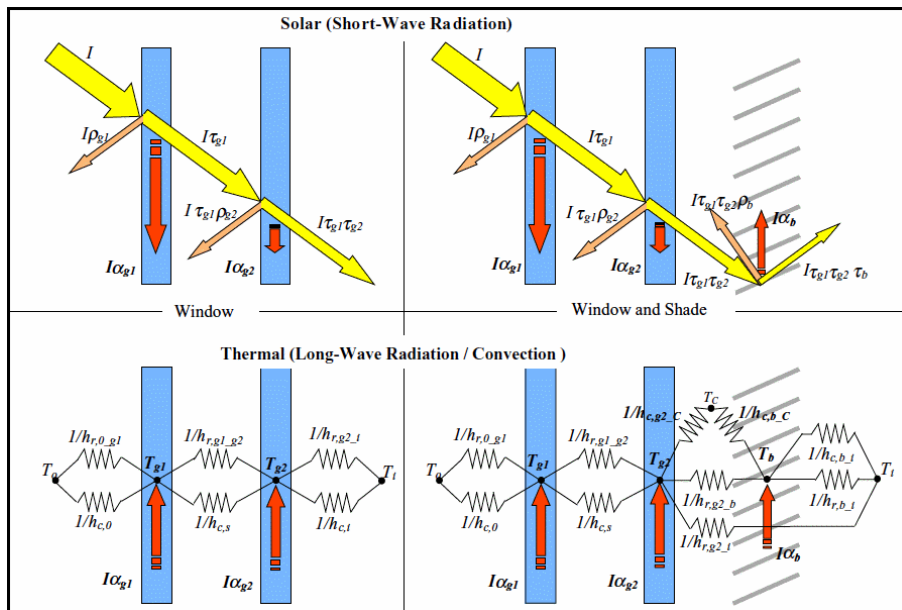 Solar (Short-Wave Radiation)
I
Iρg1
Iτg1
I τg1ρg2
Iτg1τg2
Iαg1
Iαg2
I
Iρg1
Iτg1
I τg1ρg2
Iτg1τg2ρb
Iαb
Iτg1τg2
Iτg1τg2 τb
Iαg1
Iαg2
Window
Window and Shade
Thermal (Long-Wave Radiation / Convection )
1/hr,0_g1
1/hr,g1_g2
1/hr,g2_i
To
Tg1
Tg2
Ti
1/hc,0
1/hc,s
1/hc,i
Iαg1
Iαg2
TC
1/hc,g2_C
1/hc,b_C
1/hr,0_g1
1/hr,g1_g2
1/hc,b_i
To
Tg1
Tg2
Tb
Ti
1/hc,0
1/hc,s
1/hr,g2_b
1/hr,b_i
1/hr,g2_i
Iαg1
Iαg2
Iαb